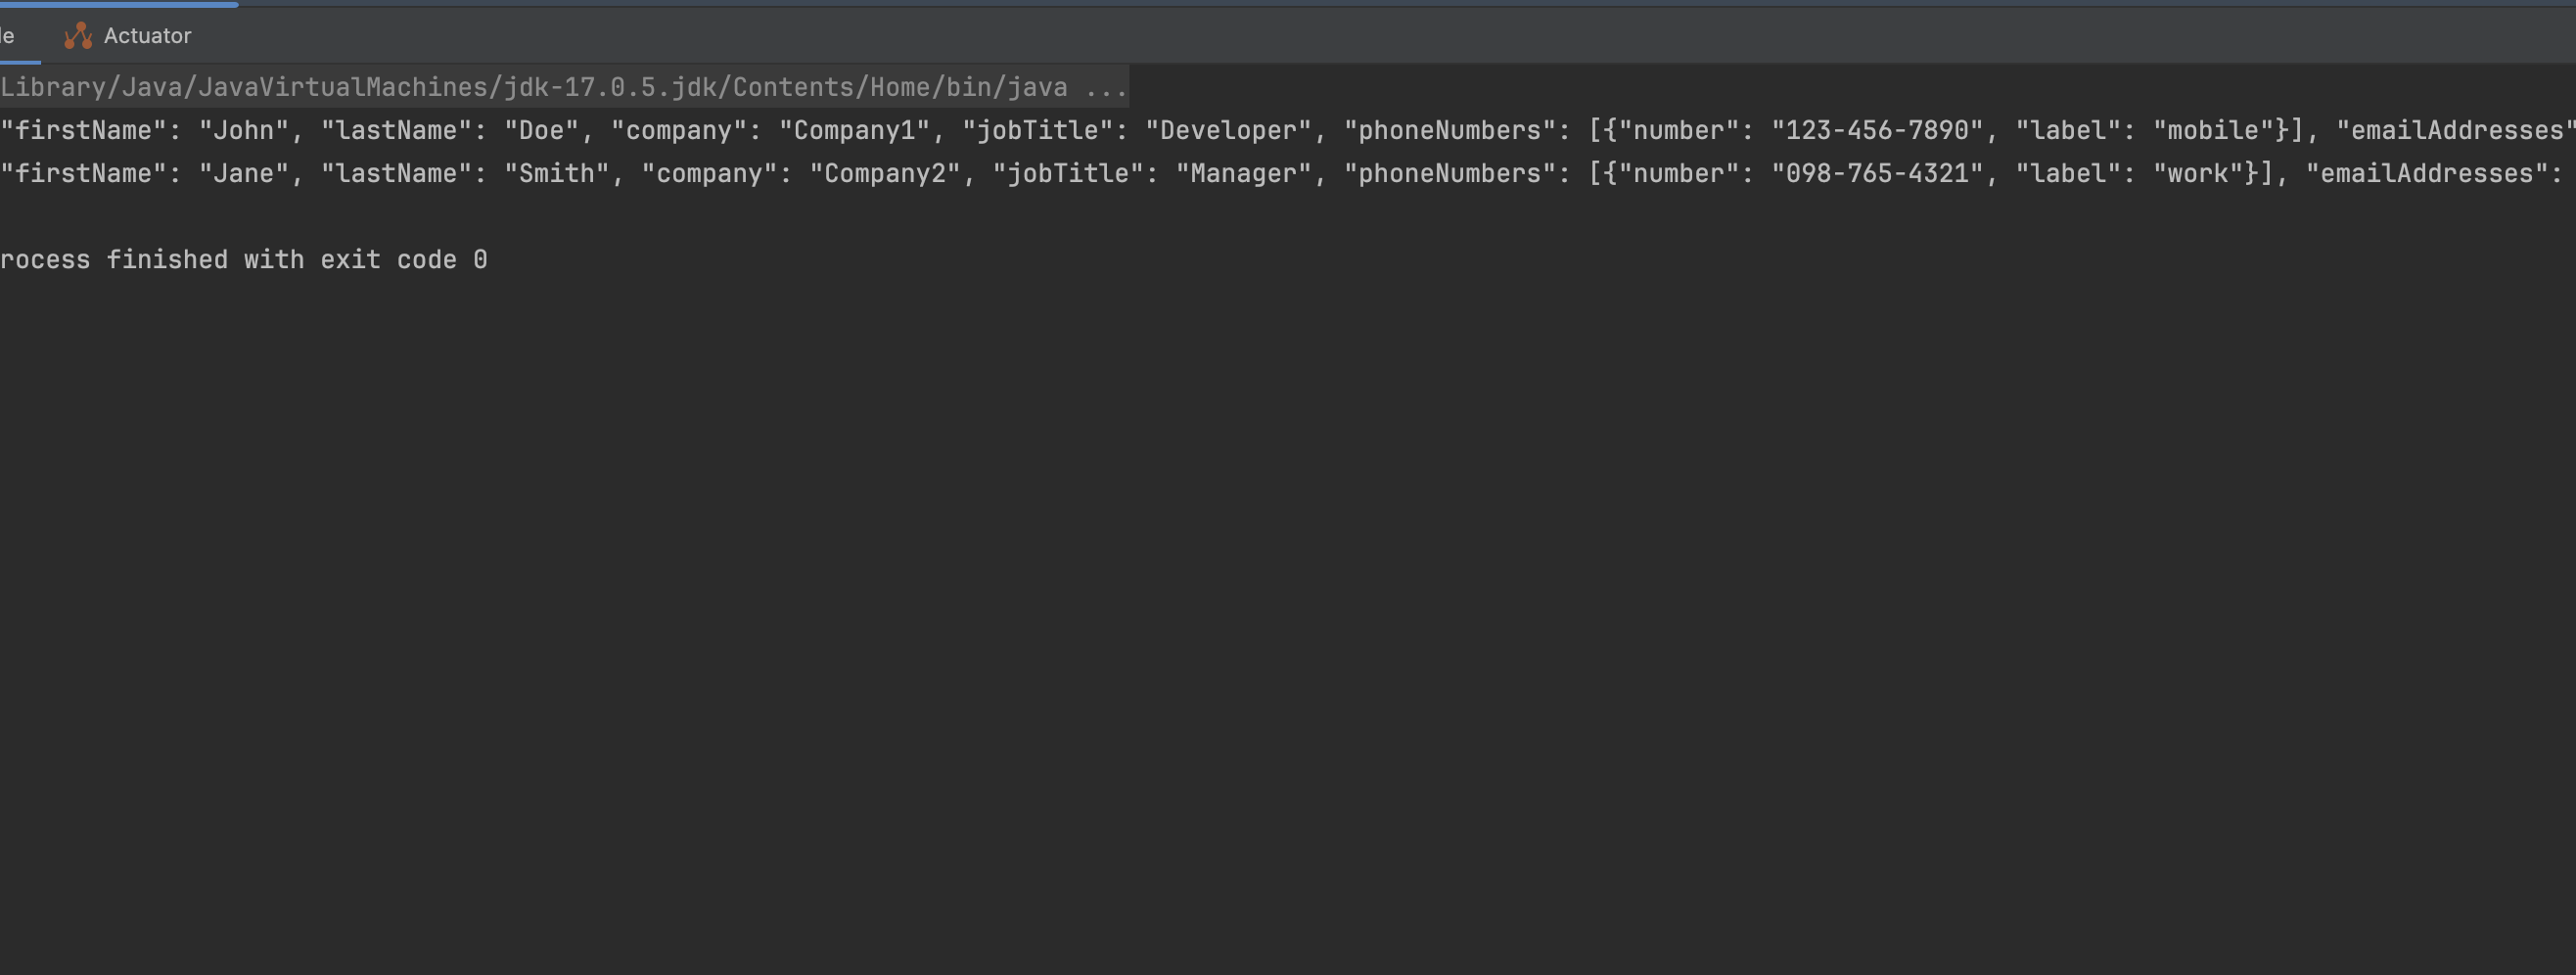 le Actuator
Library/Java/JavaVirtualMachines/jdk-17.0.5.jdk/Contents/Home/bin/java ...
"firstName": "John", "lastName": "Doe", "company": "Company1", "jobTitle": "Developer", "phoneNumbers": [{"number": "123-456-7890", "label": "mobile"}], "emailAddresses"
"firstName": "Jane", "lastName": "Smith", "company": "Company2", "jobTitle": "Manager", "phoneNumbers": [{"number": "098-765-4321", "label": "work"}], "emailAddresses":
rocess finished with exit code 0